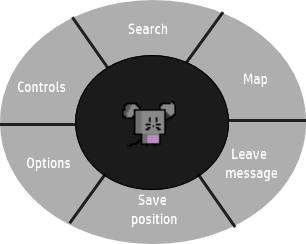 Search
Controls
Map
Options
Leave
message
Save
position